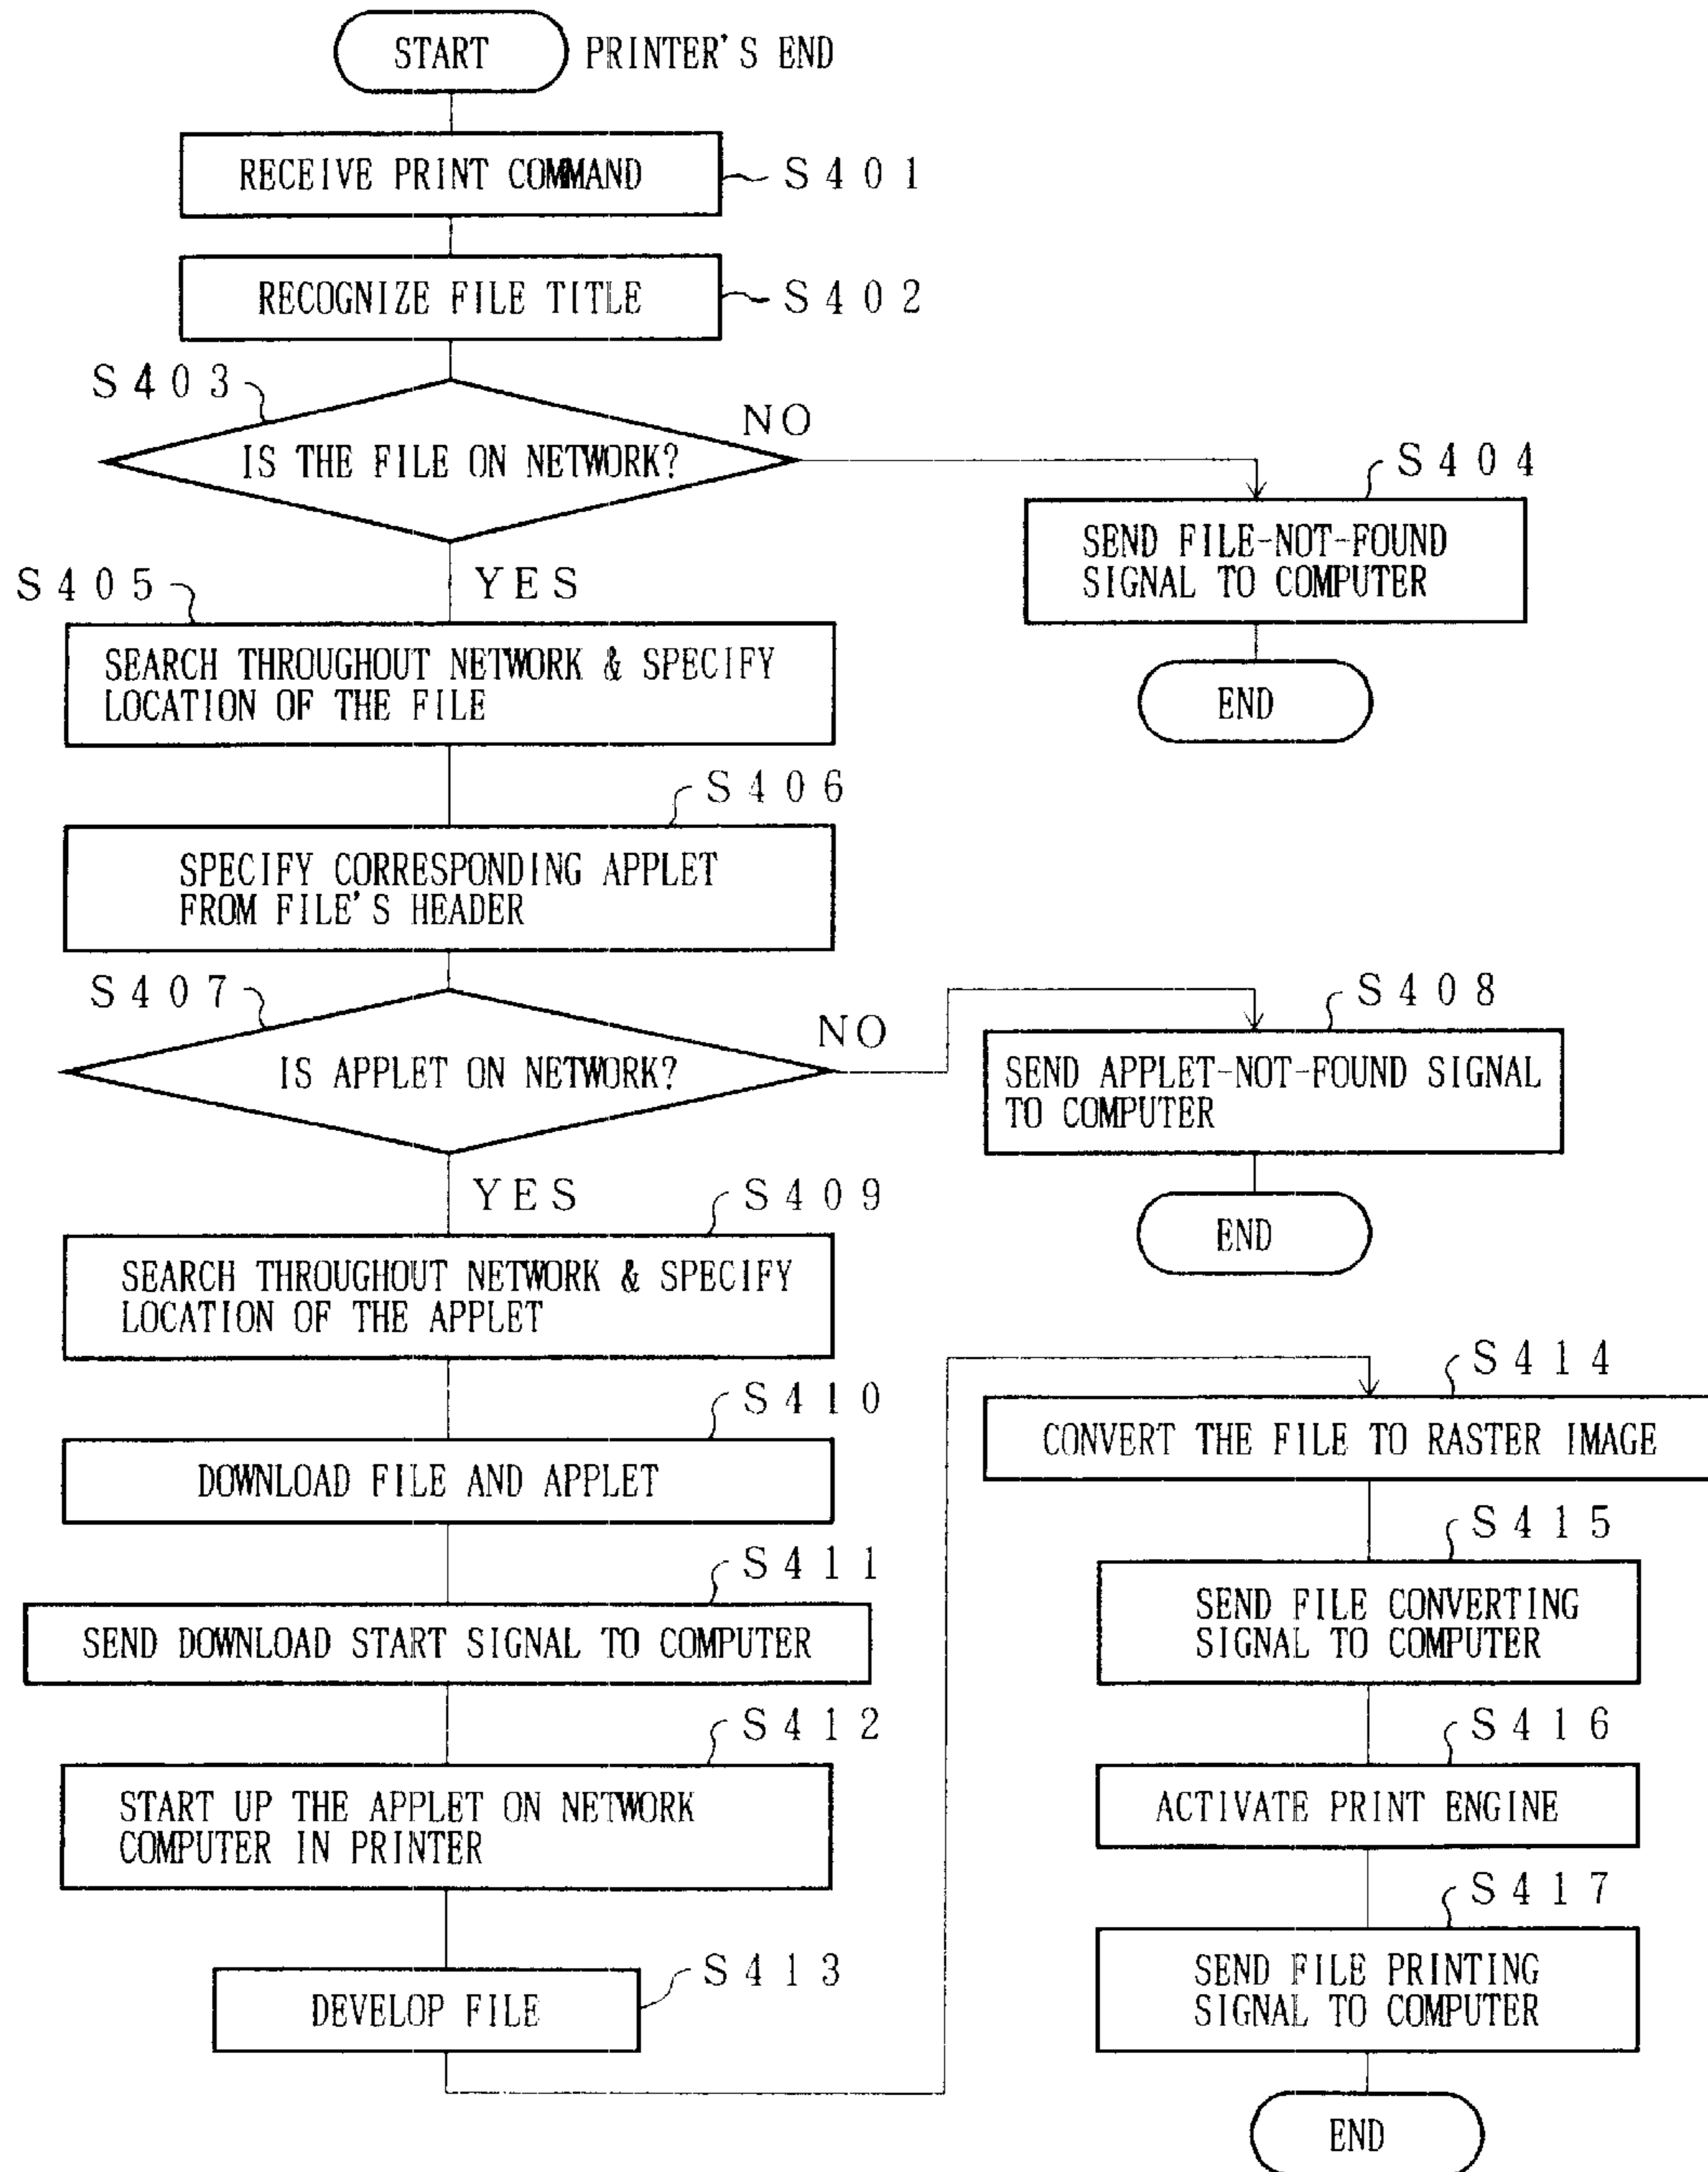 START
PRINTER'S END
RECEIVE PRINT COMMAND
S401
RECOGNIZE FILE TITLE
S402
S403
IS THE FILE ON NETWORK?
NO
YES
S404
SEND FILE-NOT-FOUND
SIGNAL TO COMPUTER
END
S405
SEARCH THROUGHOUT NETWORK & SPECIFY
LOCATION OF THE FILE
S406
SPECIFY CORRESPONDING APPLET
FROM FILE'S HEADER
S407
IS APPLET ON NETWORK?
NO
YES
S408
SEND APPLET-NOT-FOUND SIGNAL
TO COMPUTER
END
S409
SEARCH THROUGHOUT NETWORK & SPECIFY
LOCATION OF THE APPLET
S410
DOWNLOAD FILE AND APPLET
S411
SEND DOWNLOAD START SIGNAL TO COMPUTER
S412
START UP THE APPLET ON NETWORK
COMPUTER IN PRINTER
S413
DEVELOP FILE
S414
CONVERT THE FILE TO RASTER IMAGE
S415
SEND FILE CONVERTING
SIGNAL TO COMPUTER
S416
ACTIVATE PRINT ENGINE
S417
SEND FILE PRINTING
SIGNAL TO COMPUTER
END